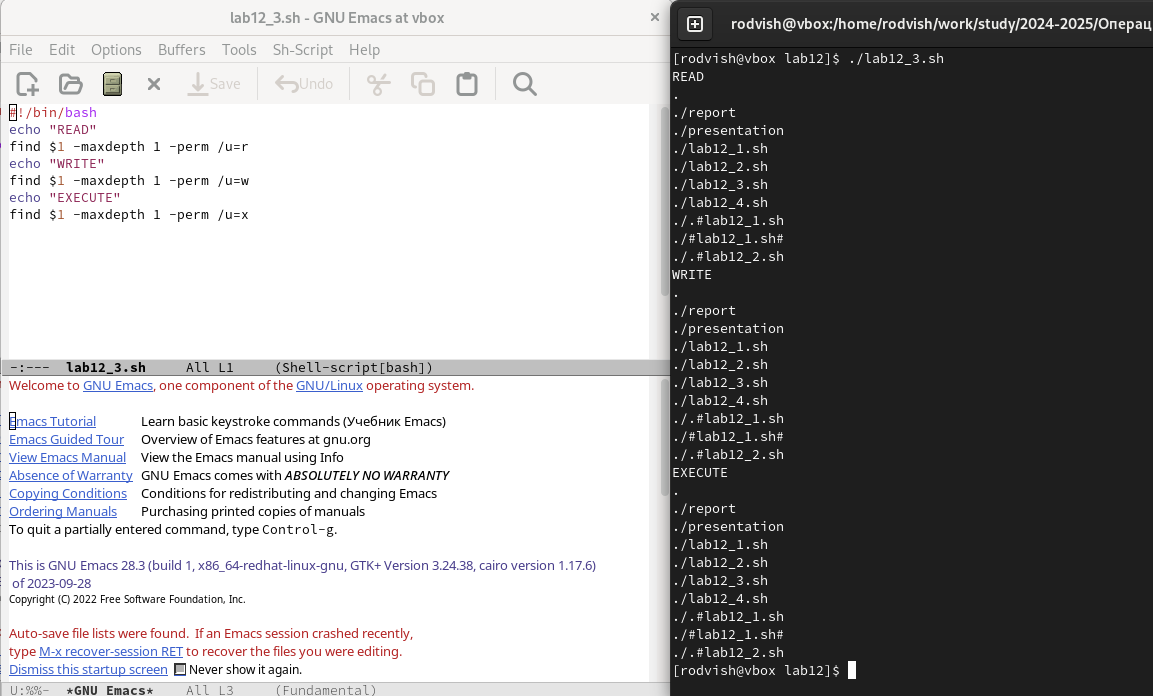 lab12_3.sh - GNU Emacs at vbox
File Edit Options Buffers Tools Sh-Script Help
Save Undo
#!/bin/bash
echo "READ"
find $1 -maxdepth 1 -perm /u=r
echo "WRITE"
find $1 -maxdepth 1 -perm /u=w
echo "EXECUTE"
find $1 -maxdepth 1 -perm /u=x
-:--- lab12_3.sh All L1 (Shell-script[bash])
Welcome to GNU Emacs, one component of the GNU/Linux operating system.
Emacs Tutorial Learn basic keystroke commands (Учебник Emacs)
Emacs Guided Tour Overview of Emacs features at gnu.org
View Emacs Manual View the Emacs manual using Info
Absence of Warranty GNU Emacs comes with ABSOLUTELY NO WARRANTY
Copying Conditions Conditions for redistributing and changing Emacs
Ordering Manuals Purchasing printed copies of manuals
To quit a partially entered command, type Control-g.
This is GNU Emacs 28.3 (build 1, x86_64-redhat-linux-gnu, GTK+ Version 3.24.38, cairo version 1.17.6)
of 2023-09-28
Copyright (C) 2022 Free Software Foundation, Inc.
Auto-save file lists were found. If an Emacs session crashed recently,
type M-x recover-session RET to recover the files you were editing.
Dismiss this startup screen Never show it again.
U:%%- *GNU Emacs* All L3 (Fundamental)
rodvish@vbox:/home/rodvish/work/study/2024-2025/Операц
[rodvish@vbox lab12]$ ./lab12_3.sh
READ
.
./report
./presentation
./lab12_1.sh
./lab12_2.sh
./lab12_3.sh
./lab12_4.sh
./.#lab12_1.sh
./#lab12_1.sh#
./.#lab12_2.sh
WRITE
.
./report
./presentation
./lab12_1.sh
./lab12_2.sh
./lab12_3.sh
./lab12_4.sh
./.#lab12_1.sh
./#lab12_1.sh#
./.#lab12_2.sh
EXECUTE
.
./report
./presentation
./lab12_1.sh
./lab12_2.sh
./lab12_3.sh
./lab12_4.sh
./.#lab12_1.sh
./#lab12_1.sh#
./.#lab12_2.sh
[rodvish@vbox lab12]$